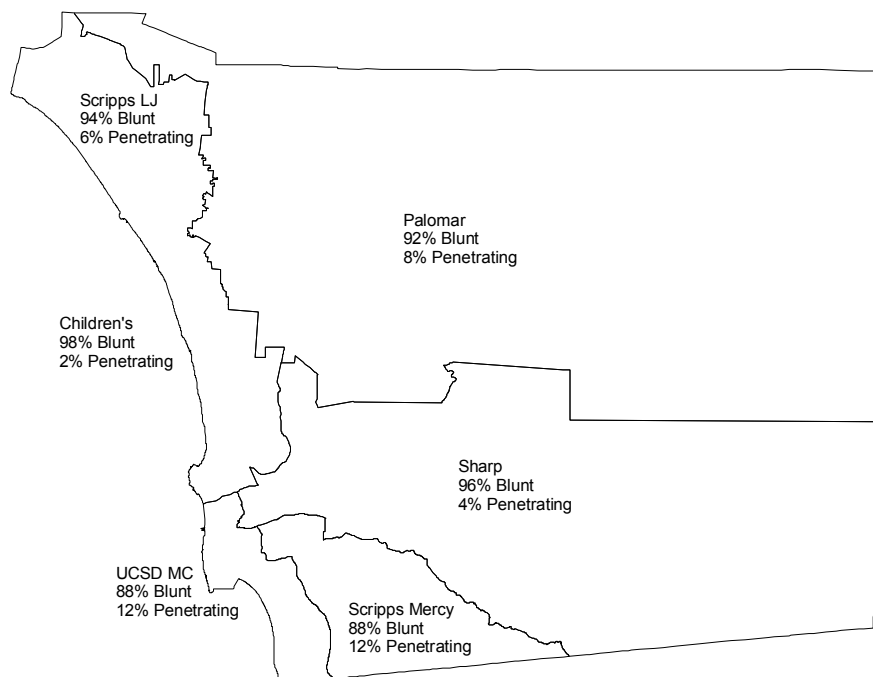 Scripps LJ
94% Blunt
6% Penetrating
Palomar
92% Blunt
8% Penetrating
Children's
98% Blunt
2% Penetrating
Sharp
96% Blunt
4% Penetrating
UCSD MC
88% Blunt
12% Penetrating
Scripps Mercy
88% Blunt
12% Penetrating